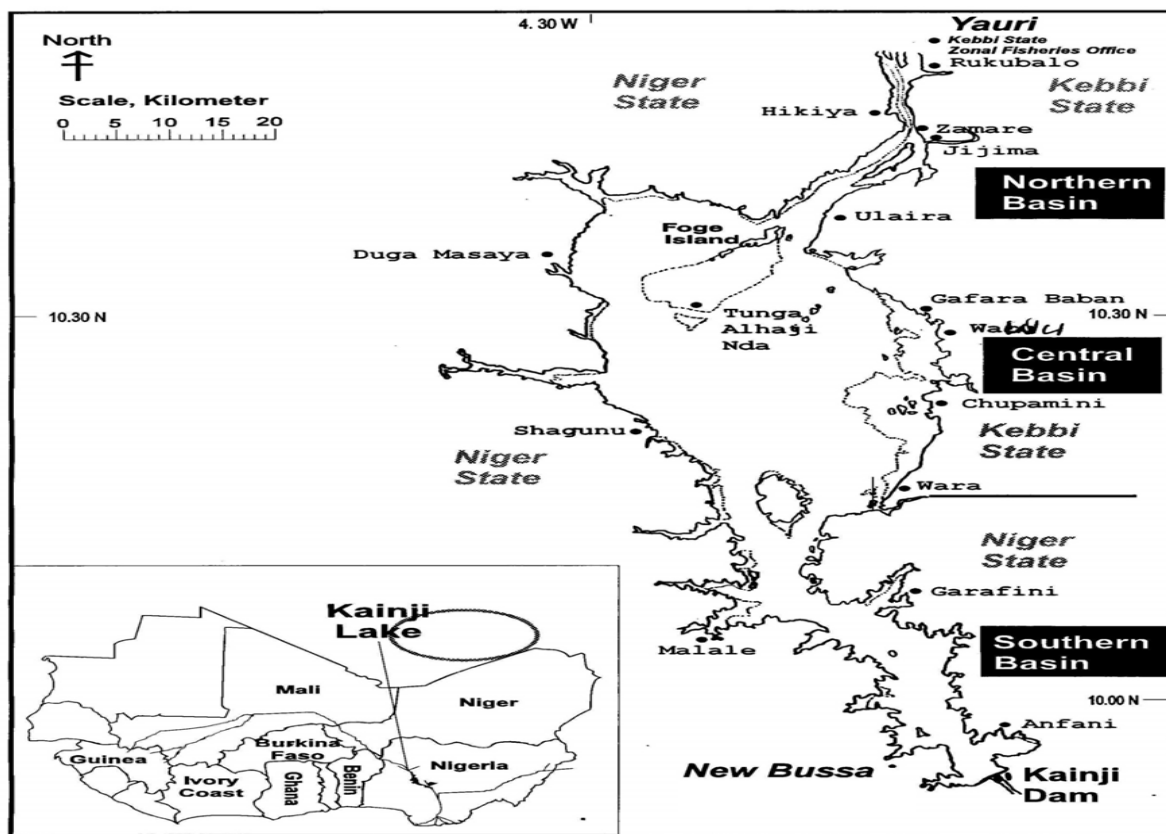 4. 30 W
North
Scale, Kilometer
0 5 10 15 20
Yauri
Kebbi State
Zonal Fisheries Office
Rukubalo
Niger
State
Kebbi
State
Hikiya
Zamare
Jijima
Northern
Basin
Ulaira
Foge
Island
Duga Masaya
Gafara Baban
10.30 N
10.30 N
Tunga
Alhaji
Nda
Central
Basin
Chupamini
Shagunu
Kebbi
State
Niger
State
Wara
Niger
State
Garafini
Malale
Southern
Basin
10.00 N
Anfani
New Bussa
Kainji
Dam
Kainji
Lake
Mali
Niger
Burkina
Faso
Guinea
Ivory
Coast
Ghana
Benin
Nigeria